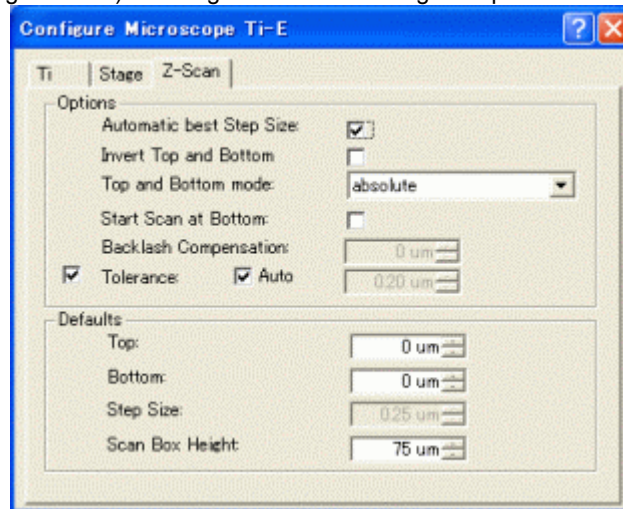 Configure Microscope Ti-E
Ti Stage Z-Scan
Options
Automatic best Step Size:
Invert Top and Bottom
Top and Bottom mode: absolute
Start Scan at Bottom:
Backlash Compensation: 0 um
Tolerance: Auto 0.20 um
Defaults
Top: 0 um
Bottom: 0 um
Step Size: 0.25 um
Scan Box Height: 75 um